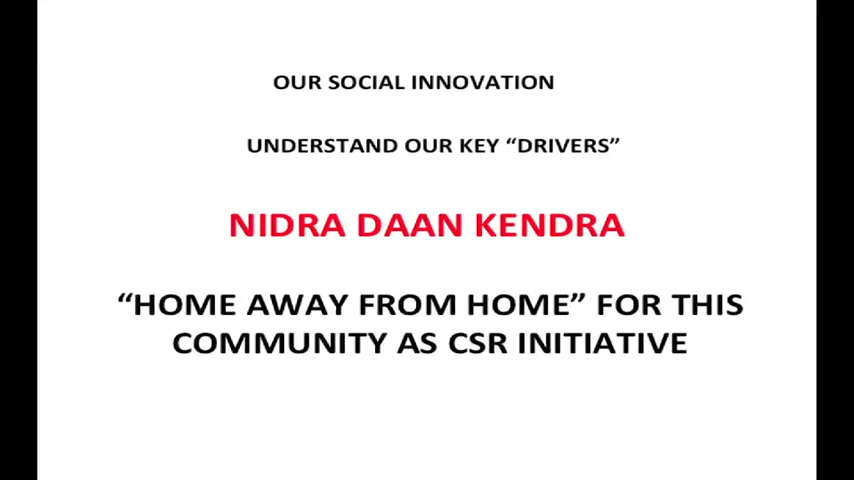 OUR SOCIAL INNOVATION
UNDERSTAND OUR KEY “DRIVERS”
NIDRA DAAN KENDRA
“HOME AWAY FROM HOME” FOR THIS
COMMUNITY AS CSR INITIATIVE